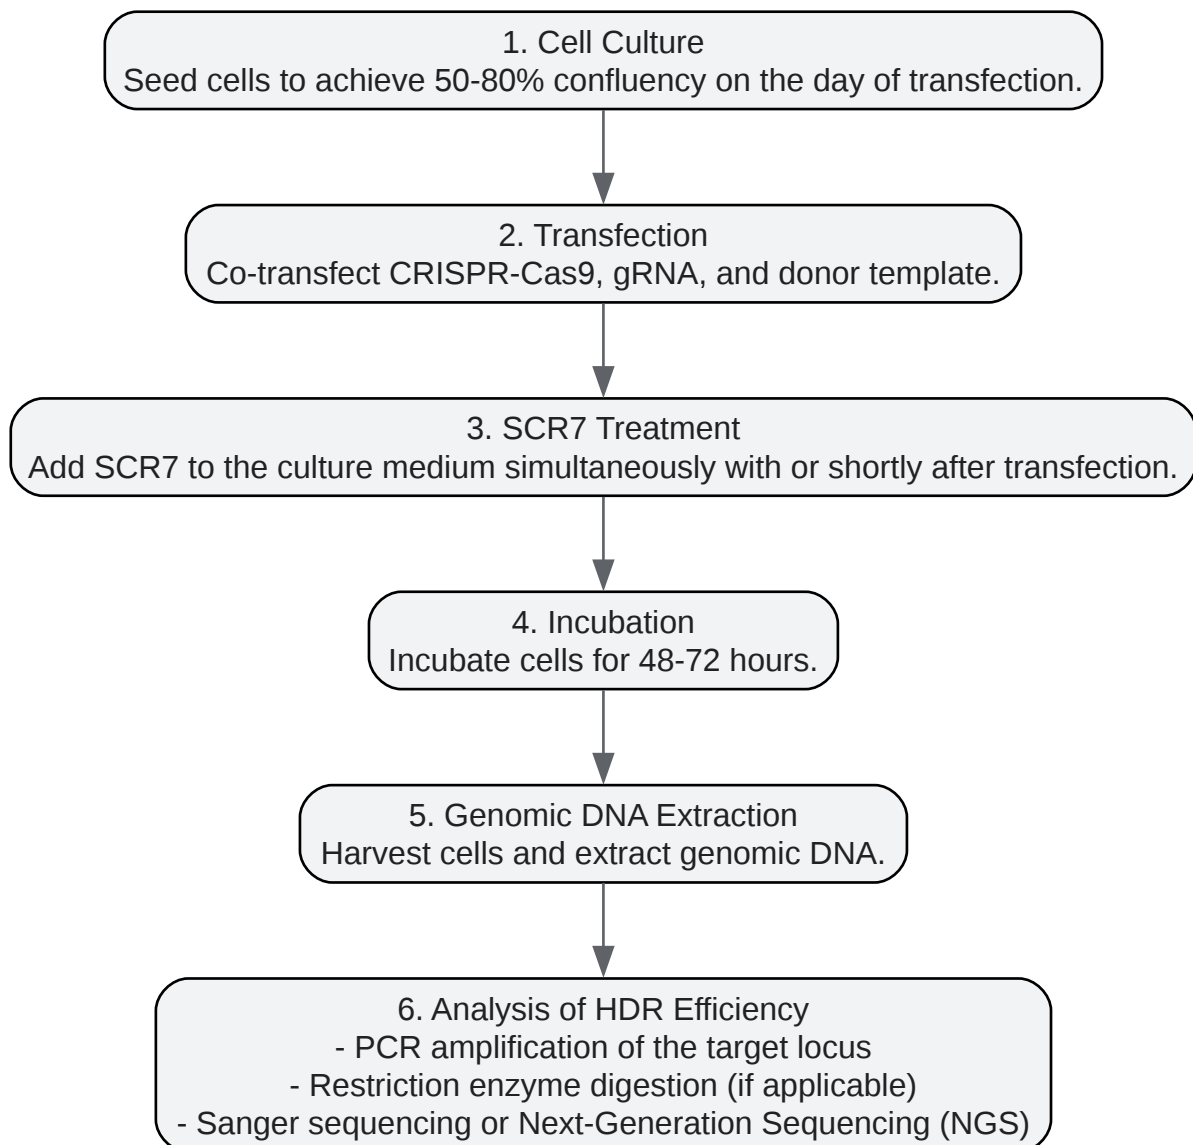 1. Cell Culture
Seed cells to achieve 50-80% confluency on the day of transfection.
2. Transfection
Co-transfect CRISPR-Cas9, gRNA, and donor template.
3. SCR7 Treatment
Add SCR7 to the culture medium simultaneously with or shortly after transfection.
4. Incubation
Incubate cells for 48-72 hours.
5. Genomic DNA Extraction
Harvest cells and extract genomic DNA.
6. Analysis of HDR Efficiency
- PCR amplification of the target locus
- Restriction enzyme digestion (if applicable)
- Sanger sequencing or Next-Generation Sequencing (NGS)